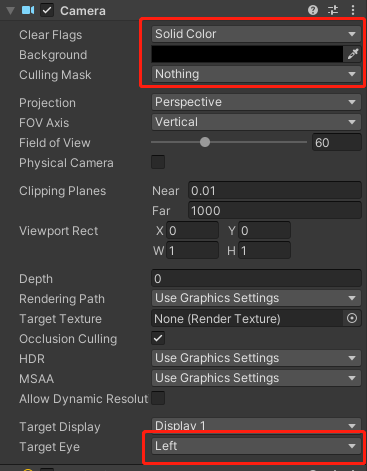 Camera
Clear Flags Solid Color
Background
Culling Mask Nothing
Projection Perspective
FOV Axis Vertical
Field of View 60
Physical Camera
Clipping Planes Near 0.01
Far 1000
Viewport Rect X 0 Y 0
W 1 H 1
Depth 0
Rendering Path Use Graphics Settings
Target Texture None (Render Texture)
Occlusion Culling
HDR Use Graphics Settings
MSAA Use Graphics Settings
Allow Dynamic Resolut
Target Display Display 1
Target Eye Left